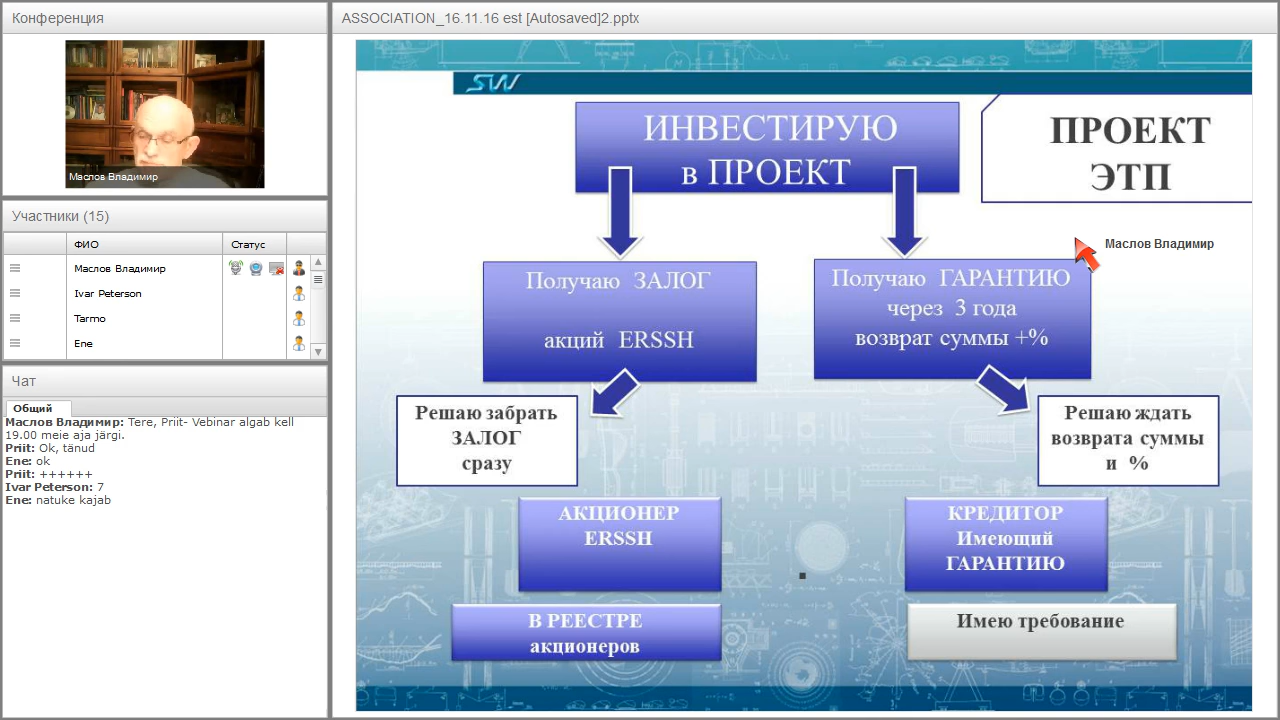 Конференция
Маслов Владимир
Участники (15)
ФИО
Статус
Маслов Владимир
Ivar Peterson
Tarmo
Ene
Чат
Общий
Маслов Владимир: Tere, Priit- Vebinar algab kell
19.00 meie aja järgi.
Priit: Ok, tänud
Ene: ok
Priit: ++++++
Ivar Peterson: 7
Ene: natuke kajab
ASSOCIATION_16.11.16 est [Autosaved]2.pptx
SW
ИНВЕСТИРУЮ
в ПРОЕКТ
ПРОЕКТ
ЭТП
Маслов Владимир
Получаю ЗАЛОГ
акций ERSSH
Получаю ГАРАНТИЮ
через 3 года
возврат суммы +%
Решаю забрать
ЗАЛОГ
сразу
Решаю ждать
возврата суммы
и %
АКЦИОНЕР
ERSSH
КРЕДИТОР
Имеющий
ГАРАНТИЮ
В РЕЕСТРЕ
акционеров
Имею требование